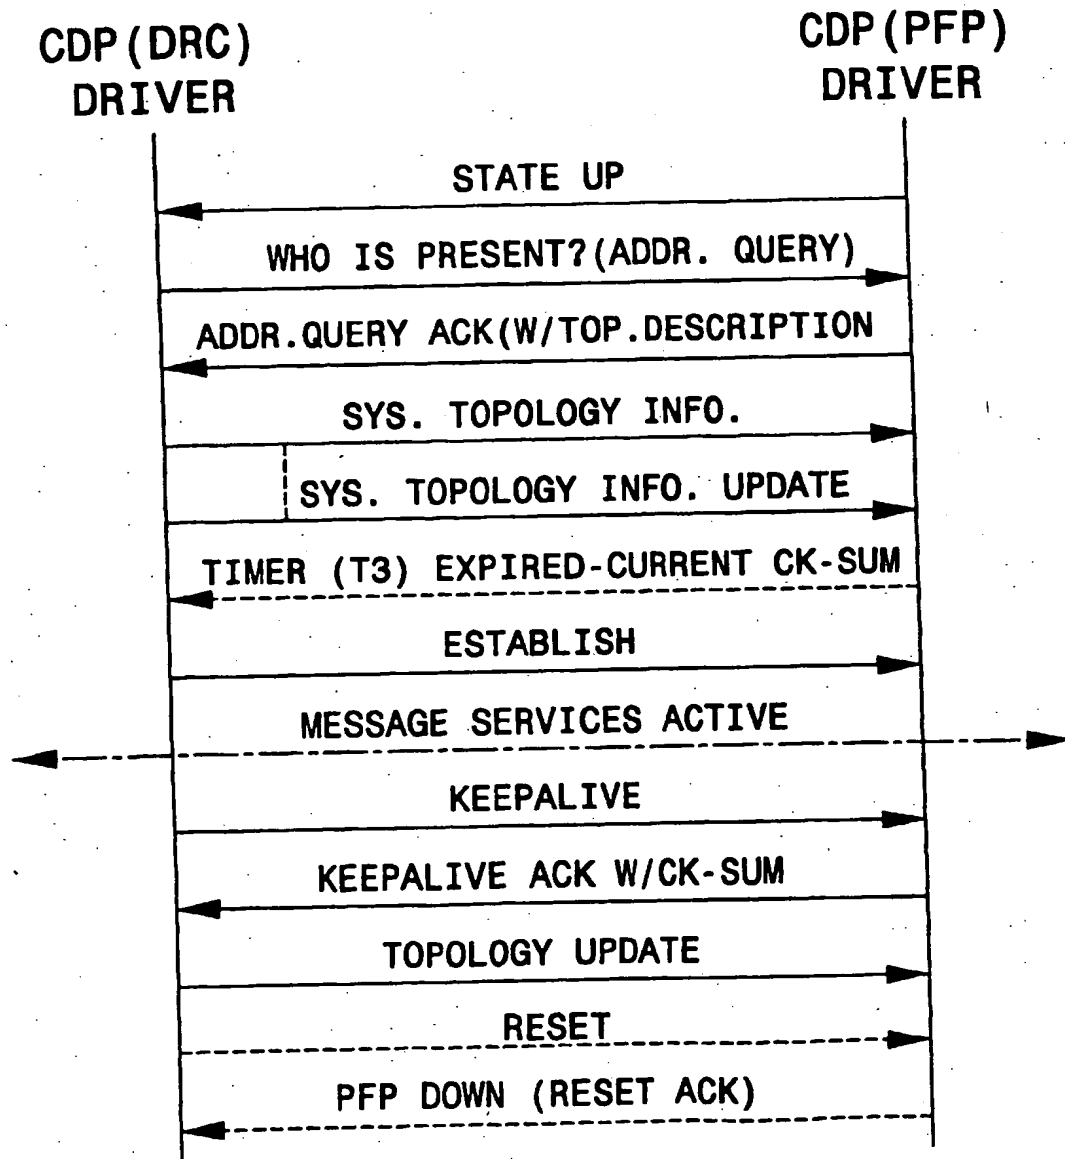 CDP(DRC)
DRIVER
CDP(PFP)
DRIVER
STATE UP
WHO IS PRESENT?(ADDR. QUERY)
ADDR.QUERY ACK(W/TOP.DESCRIPTION
SYS. TOPOLOGY INFO.
SYS. TOPOLOGY INFO. UPDATE
TIMER (T3) EXPIRED-CURRENT CK-SUM
ESTABLISH
MESSAGE SERVICES ACTIVE
KEEPALIVE
KEEPALIVE ACK W/CK-SUM
TOPOLOGY UPDATE
RESET
PFP DOWN (RESET ACK)